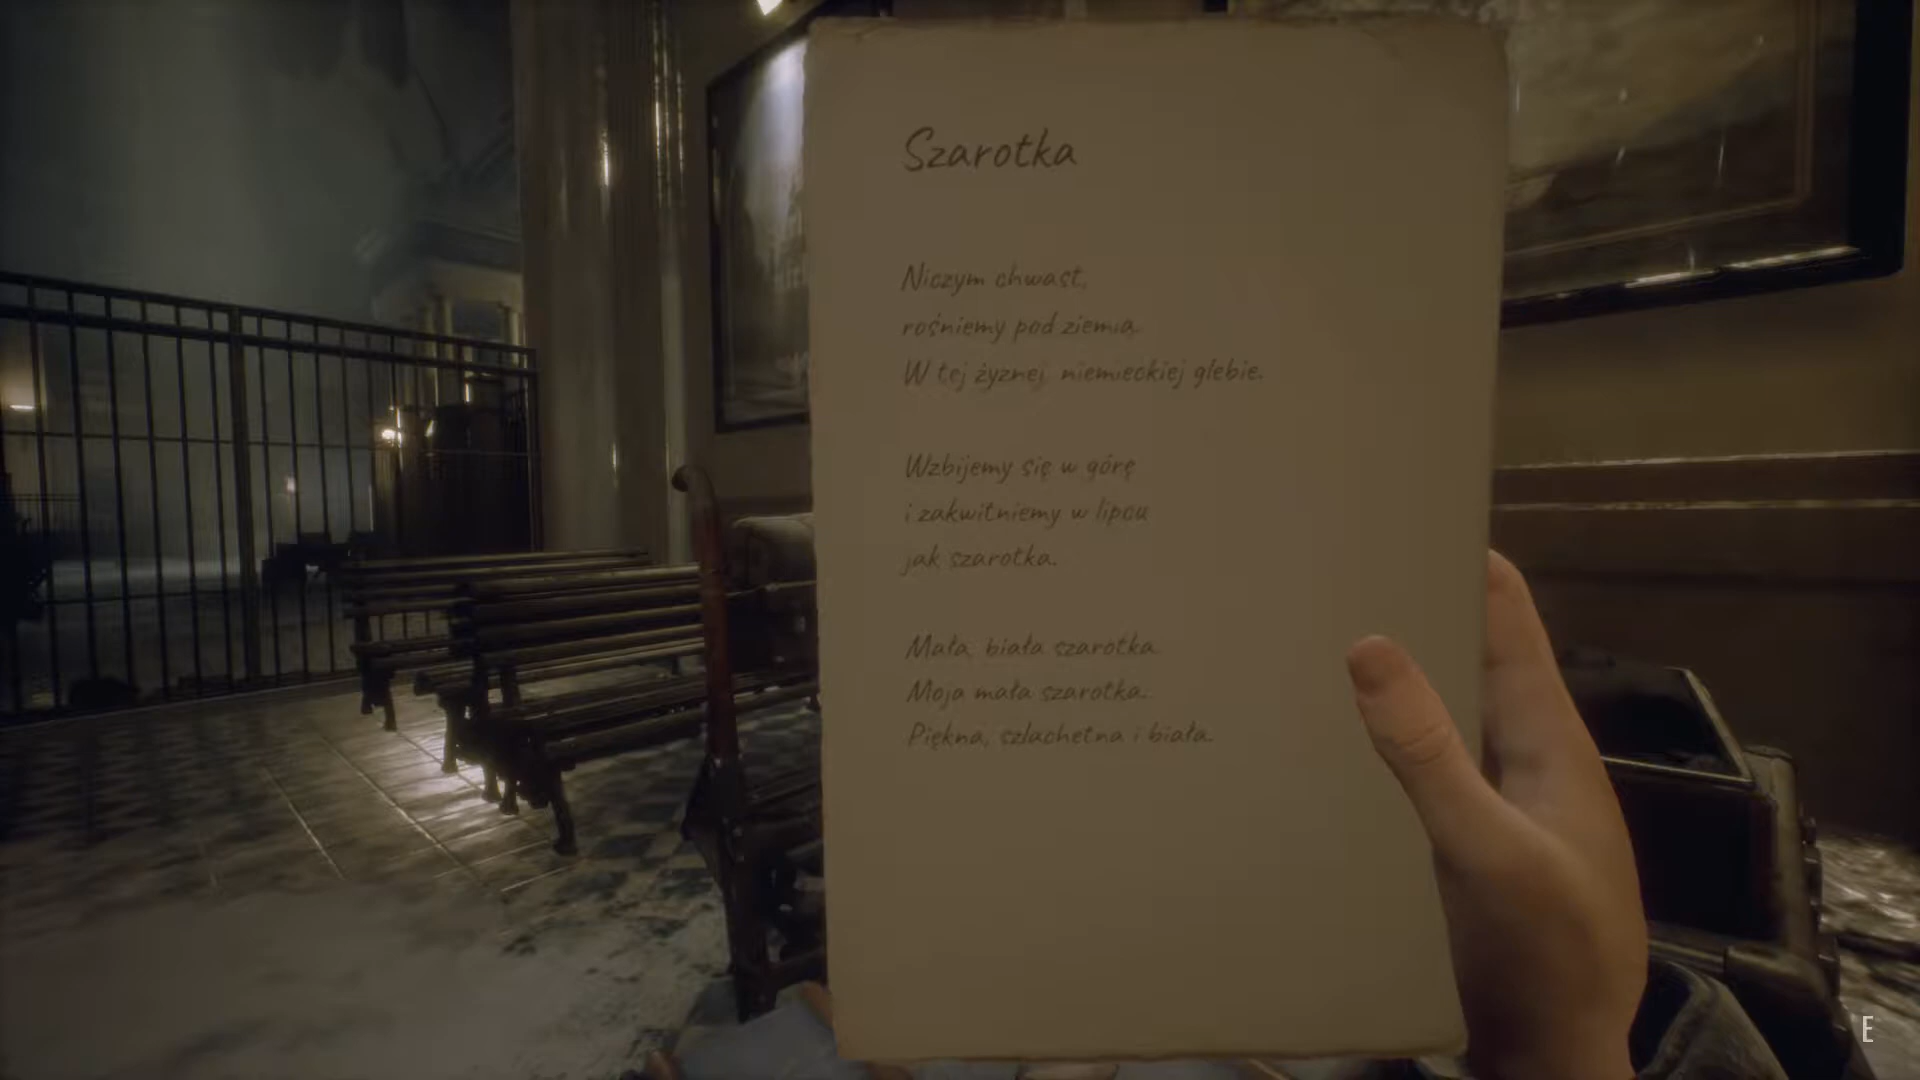 Szarotka
Niczym chwast,
rośniemy pod ziemią.
W tej żyznej niemieckiej glebie.
Wzbijemy się w górę
i zakwitniemy w lipcu
jak szarotka.
Mała, biała szarotka.
Moja mała szarotka.
Piękna, szlachetna i biała.
E